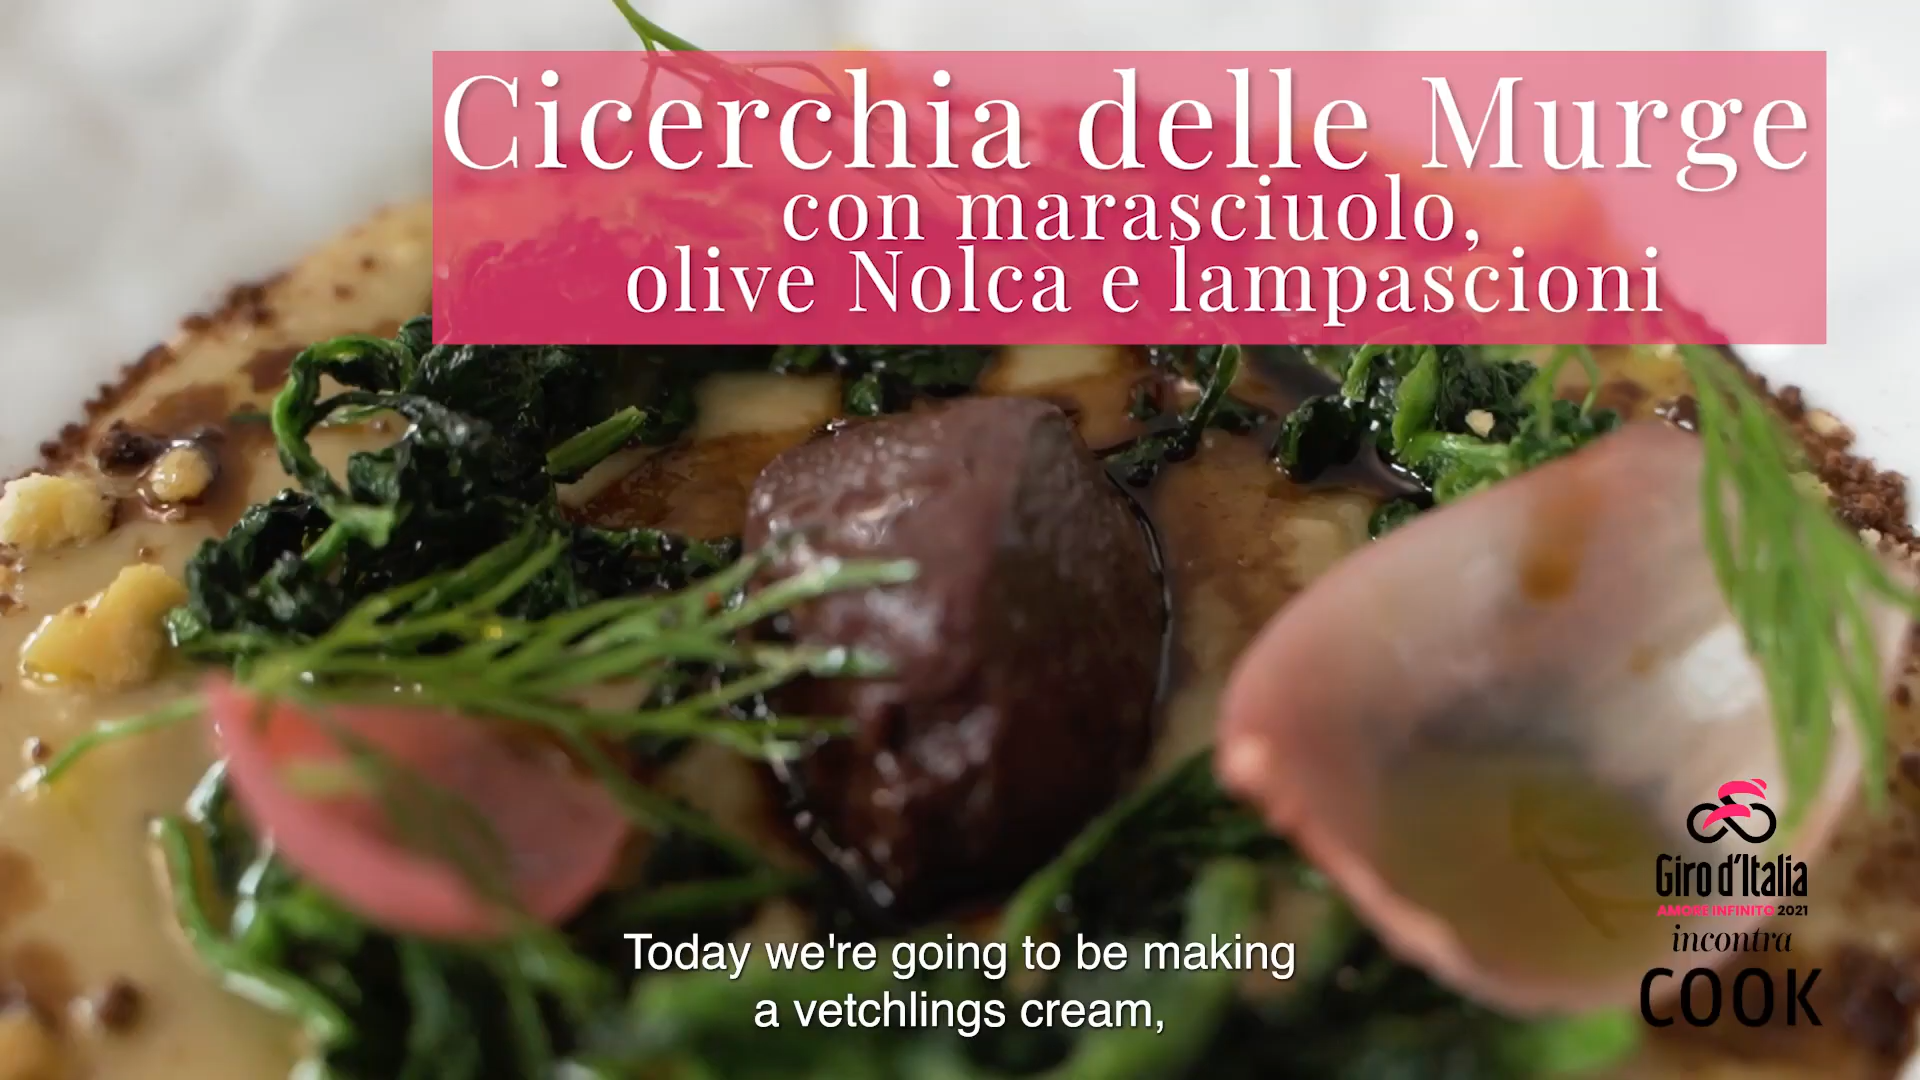 Cicerchia delle Murge
con marasciuolo,
olive Nolca e lampascioni
Giro d'Italia
AMORE INFINITO 2021
incontra
COOK
Today we're going to be making
a vetchlings cream,